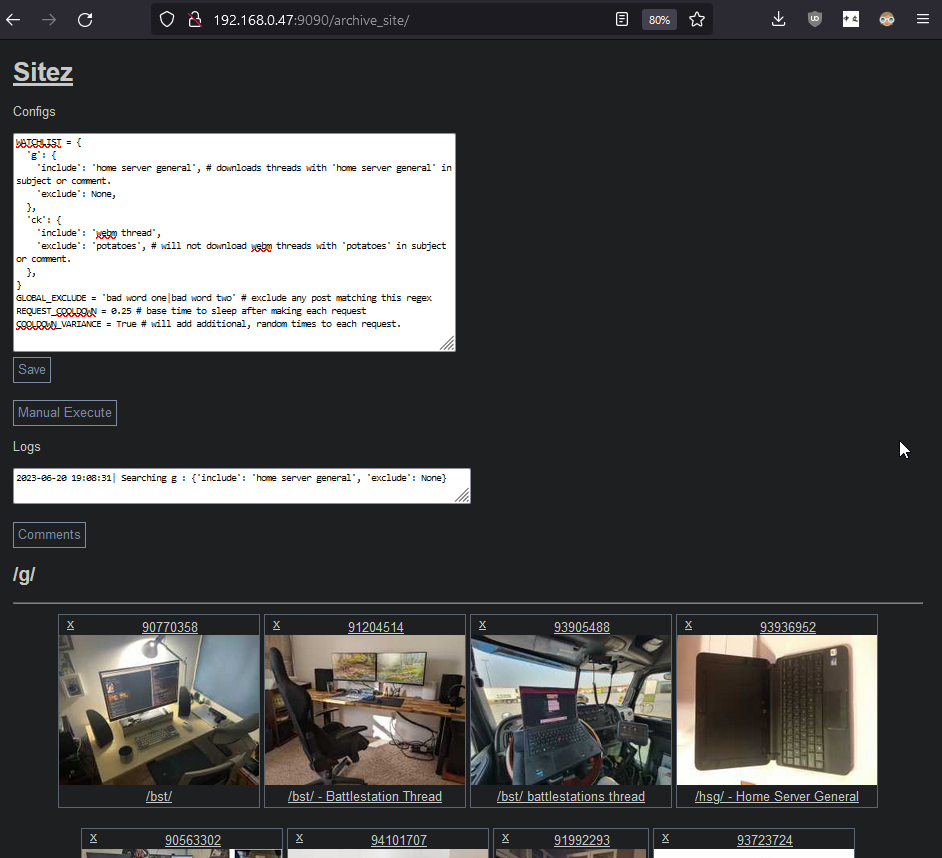 192.168.0.47:9090/archive_site/
80%
Sitez
Configs
WATCHLIST = {
'g': {
'include': 'home server general', # downloads threads with 'home server general' in
subject or comment.
'exclude': None,
},
'ck': {
'include': 'webm thread',
'exclude': 'potatoes', # will not download webm threads with 'potatoes' in subject
or comment.
},
}
GLOBAL_EXCLUDE = 'bad word one|bad word two' # exclude any post matching this regex
REQUEST_COOLDOWN = 0.25 # base time to sleep after making each request
COOLDOWN_VARIANCE = True # will add additional, random times to each request.
Save
Manual Execute
Logs
2023-06-20 19:08:31| Searching g : {'include': 'home server general', 'exclude': None}
Comments
/g/
X 90770358 X 91204514 X 93905488 X 93936952
/bst/ /bst/ - Battlestation Thread /bst/ battlestations thread /hsg/ - Home Server General
X 90563302 X 94101707 X 91992293 X 93723724